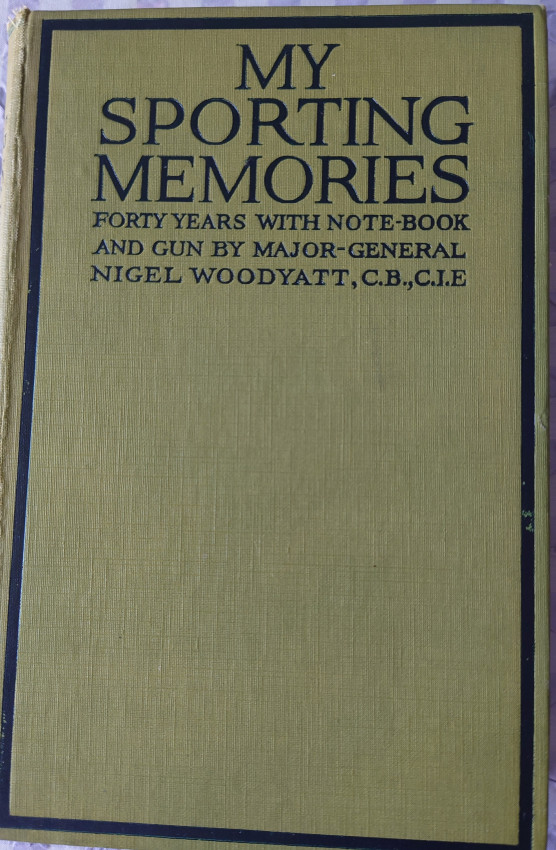 MY
SPORTING
MEMORIES
FORTY YEARS WITH NOTE-BOOK
AND GUN BY MAJOR-GENERAL
NIGEL WOODYATT, C.B., C.I.E